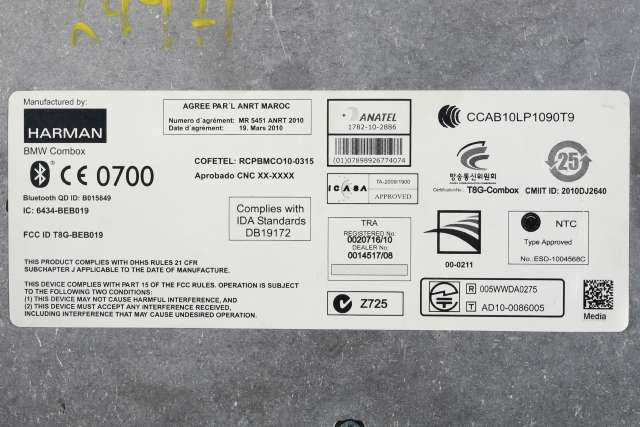 Manufactured by:
HARMAN
BMW Combox
CE 0700
Bluetooth QD ID: B015849
IC: 6434-BEB019
FCC ID T8G-BEB019
AGREE PAR´L ANRT MAROC
Numero d´agrément: MR 5451 ANRT 2010
Date d´agrément: 19. Mars 2010
COFETEL: RCPBMCO10-0315
Aprobado CNC XX-XXXX
Complies with
IDA Standards
DB19172
THIS PRODUCT COMPLIES WITH DHHS RULES 21 CFR
SUBCHAPTER J APPLICABLE TO THE DATE OF MANUFACTURE.
THIS DEVICE COMPLIES WITH PART 15 OF THE FCC RULES. OPERATION IS SUBJECT
TO THE FOLLOWING TWO CONDITIONS:
(1) THIS DEVICE MAY NOT CAUSE HARMFUL INTERFERENCE, AND
(2) THIS DEVICE MUST ACCEPT ANY INTERFERENCE RECEIVED,
INCLUDING INTERFERENCE THAT MAY CAUSE UNDESIRED OPERATION.
ANATEL
1782-10-2886
(01)07898926774074
ICASA
TA-2009/1900
APPROVED
TRA
REGISTERED No:
0020716/10
DEALER No:
0014517/08
Z725
CCAB10LP1090T9
방송통신위원회
Certification No: T8G-Combox
25
CMIIT ID: 2010DJ2640
00-0211
NTC
Type Approved
No.: ESD-1004568C
R 005WWDA0275
T AD10-0086005
Media